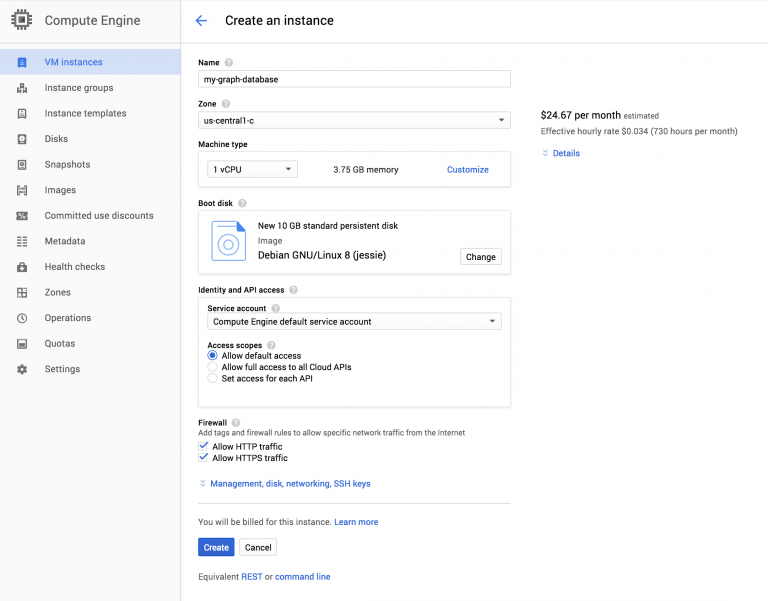 Compute Engine
VM instances
Instance groups
Instance templates
Disks
Snapshots
Images
Committed use discounts
Metadata
Health checks
Zones
Operations
Quotas
Settings
Create an instance
Name
my-graph-database
Zone
us-central1-c
Machine type
1 vCPU 3.75 GB memory Customize
Boot disk
New 10 GB standard persistent disk
Image
Debian GNU/Linux 8 (jessie)
Change
Identity and API access
Service account
Compute Engine default service account
Access scopes
Allow default access
Allow full access to all Cloud APIs
Set access for each API
Firewall
Add tags and firewall rules to allow specific network traffic from the Internet
Allow HTTP traffic
Allow HTTPS traffic
Management, disk, networking, SSH keys
You will be billed for this instance. Learn more
Create Cancel
Equivalent REST or command line
$24.67 per month estimated
Effective hourly rate $0.034 (730 hours per month)
Details